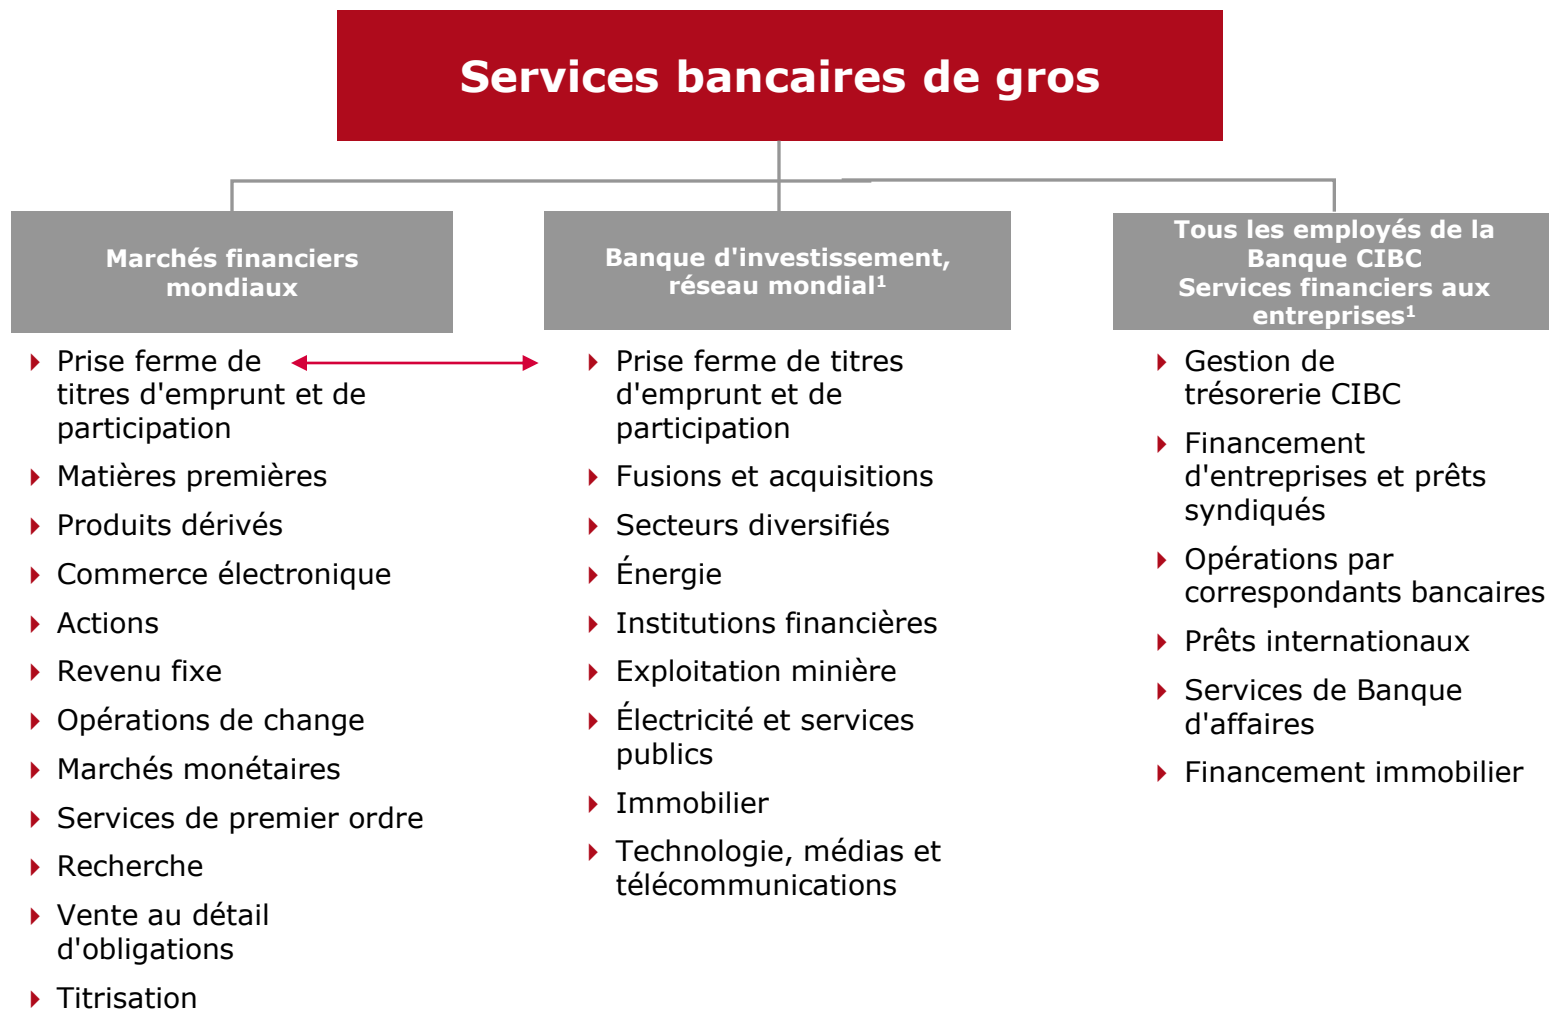 Services bancaires de gros
Marchés financiers
mondiaux
Prise ferme de
titres d'emprunt et de
participation
Matières premières
Produits dérivés
Commerce électronique
Actions
Revenu fixe
Opérations de change
Marchés monétaires
Services de premier ordre
Recherche
Vente au détail
d'obligations
Titrisation
Banque d'investissement,
réseau mondial¹
Prise ferme de titres
d'emprunt et de
participation
Fusions et acquisitions
Secteurs diversifiés
Énergie
Institutions financières
Exploitation minière
Électricité et services
publics
Immobilier
Technologie, médias et
télécommunications
Tous les employés de la
Banque CIBC
Services financiers aux
entreprises¹
Gestion de
trésorerie CIBC
Financement
d'entreprises et prêts
syndiqués
Opérations par
correspondants bancaires
Prêts internationaux
Services de Banque
d'affaires
Financement immobilier